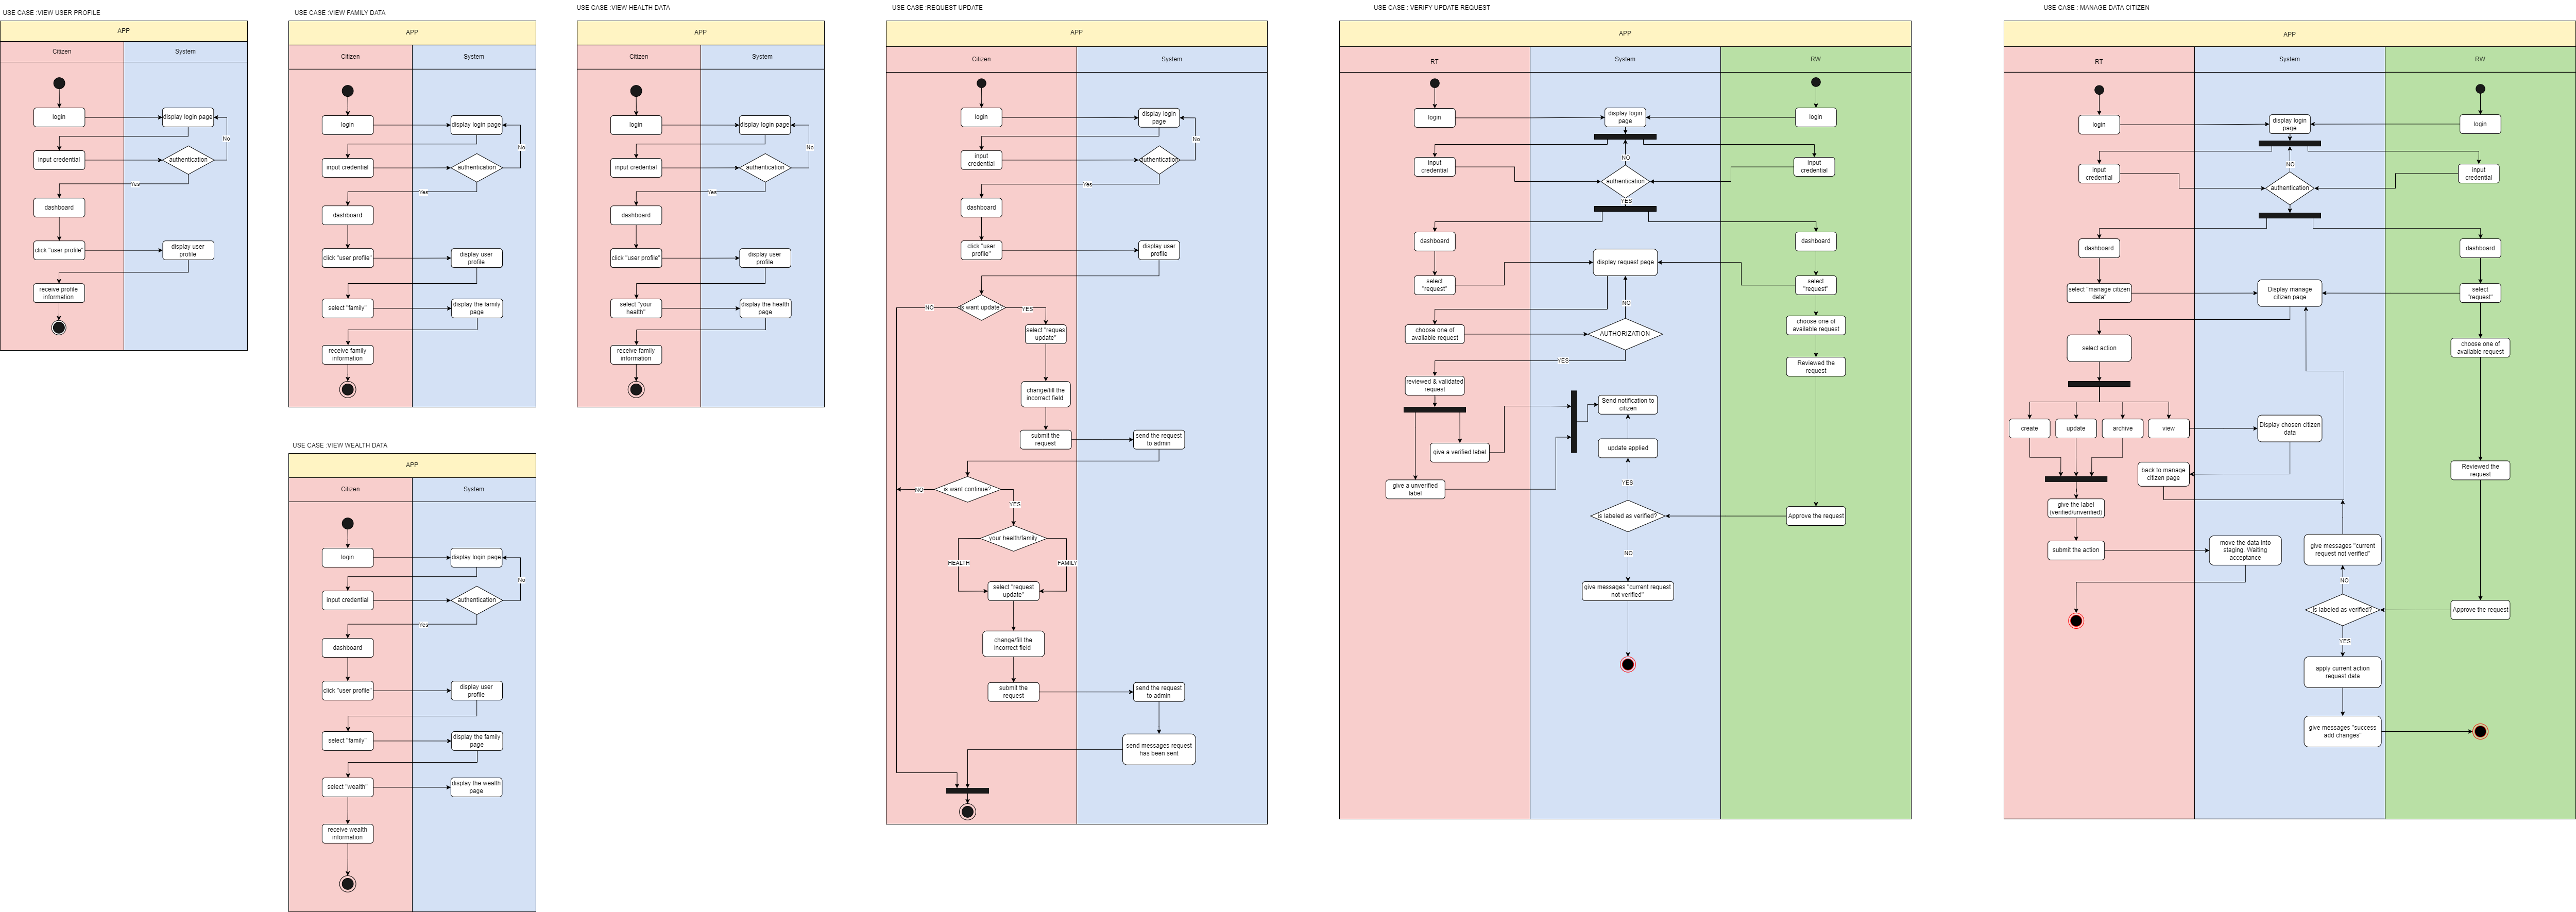 USE CASE :VIEW USER PROFILE
APP
Citizen
System
login
display login page
No
input credential
authentication
Yes
dashboard
click "user profile"
display user
profile
receive profile
information
USE CASE :VIEW FAMILY DATA
APP
Citizen
System
login
display login page
No
input credential
authentication
Yes
dashboard
click "user profile"
display user
profile
select "family"
display the family
page
receive family
information
USE CASE :VIEW HEALTH DATA
APP
Citizen
System
login
display login page
No
input credential
authentication
Yes
dashboard
click "user profile"
display user
profile
select "your
health"
display the health
page
receive family
information
USE CASE :VIEW WEALTH DATA
APP
Citizen
System
login
display login page
No
input credential
authentication
Yes
dashboard
click "user profile"
display user
profile
select "family"
display the family
page
select "wealth"
display the wealth
page
receive wealth
information
USE CASE :REQUEST UPDATE
APP
Citizen
System
login
display login
page
No
input
credential
authentication
Yes
dashboard
click "user
profile"
display user
profile
NO
is want update?
YES
select "reques
update"
change/fill the
incorrect field
submit the
request
send the request
to admin
NO
is want continue?
YES
your health/family
HEALTH
FAMILY
select "request
update"
change/fill the
incorrect field
submit the
request
send the request
to admin
send messages request
has been sent
USE CASE : VERIFY UPDATE REQUEST
APP
RT
System
RW
login
display login
page
login
input
credential
NO
input
credential
authentication
YES
dashboard
dashboard
display request page
select
"request"
select
"request"
NO
choose one of
available request
AUTHORIZATION
choose one of
available request
YES
Reviewed the
request
reviewed & validated
request
Send notification to
citizen
give a verified label
update applied
give a unverified
label
YES
is labeled as verified?
Approve the request
NO
give messages "current request
not verified"
USE CASE : MANAGE DATA CITIZEN
APP
RT
System
RW
login
display login
page
login
input
credential
NO
input
credential
authentication
dashboard
dashboard
select "manage citizen
data"
Display manage
citizen page
select
"request"
select action
choose one of
available request
create
update
archive
view
Display chosen citizen
data
back to manage
citizen page
Reviewed the
request
give the label
(verified/unverified)
submit the action
move the data into
staging. Waiting
acceptance
give messages "current
request not verified"
NO
is labeled as verified?
Approve the request
YES
apply current action
request data
give messages "success
add changes"